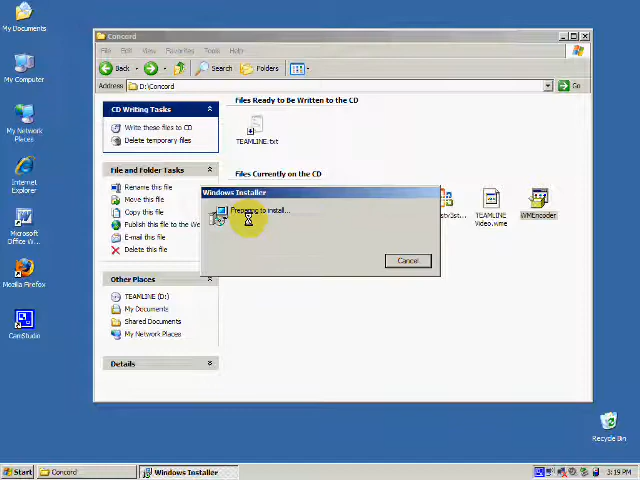 My Documents
My Computer
My Network
Places
Internet
Explorer
Microsoft
Office W...
Mozilla Firefox
CamStudio
Concord
File Edit View Favorites Tools Help
Back Search Folders
Address D:\Concord Go
CD Writing Tasks
Write these files to CD
Delete temporary files
File and Folder Tasks
Rename this file
Move this file
Copy this file
Publish this file to the We
E-mail this file
Delete this file
Other Places
TEAMLINE (D:)
My Documents
Shared Documents
My Network Places
Details
Files Ready to Be Written to the CD
TEAMLINE.txt
Files Currently on the CD
TEAMLINE
Video.wme
WMEncoder
Windows Installer
Preparing to install...
Cancel
Recycle Bin
Start Concord Windows Installer 3:19 PM